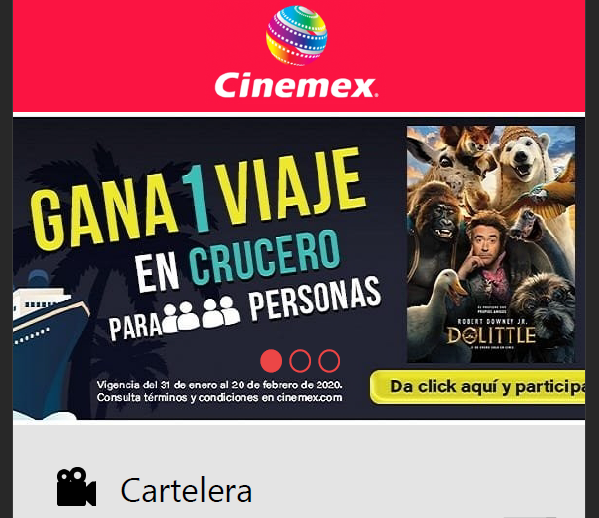 Cinemex.
GANA 1 VIAJE
EN CRUCERO
PARA PERSONAS
ROBERT DOWNEY JR.
DOLITTLE
Vigencia del 31 de enero al 20 de febrero de 2020.
Consulta términos y condiciones en cinemex.com
Da click aquí y participa
Cartelera